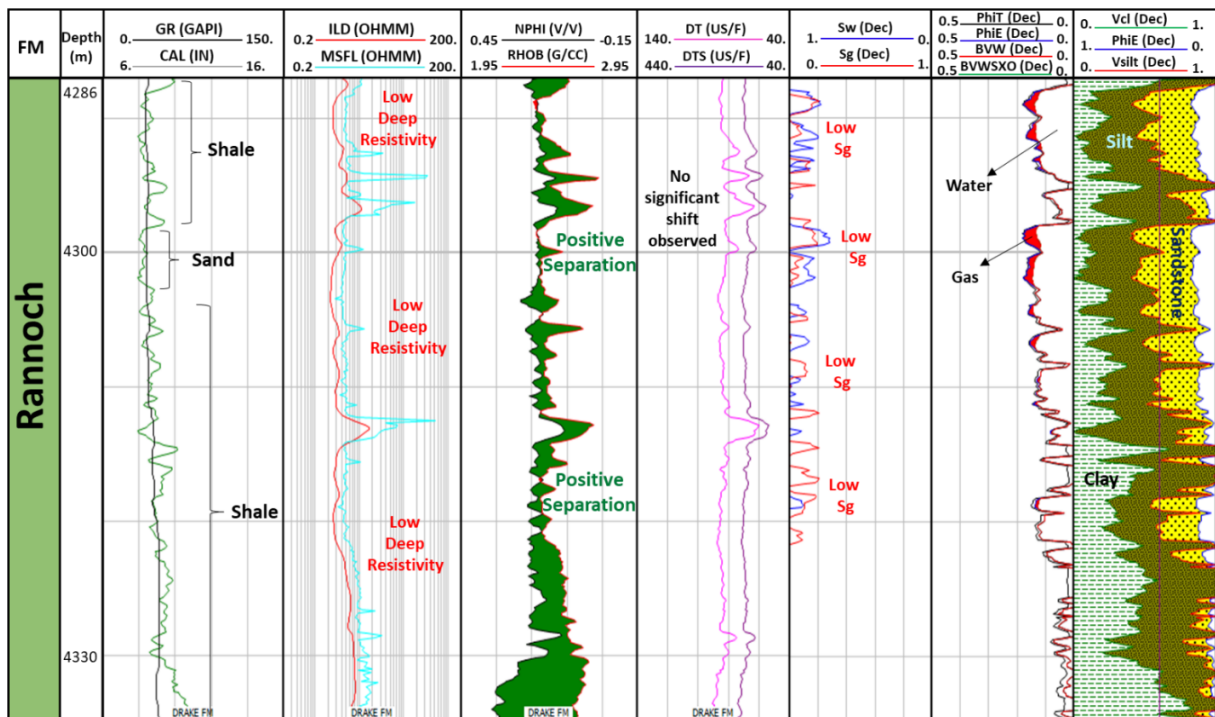 FM
Depth
(m)
0. GR (GAPI) 150.
6. CAL (IN) 16.
0.2 ILD (OHMM) 200.
0.2 MSFL (OHMM) 200.
0.45 NPHI (V/V) -0.15
1.95 RHOB (G/CC) 2.95
140. DT (US/F) 40.
440. DTS (US/F) 40.
1. Sw (Dec) 0.
0. Sg (Dec) 1.
0.5 PhiT (Dec) 0.
0.5 PhiE (Dec) 0.
0.5 BVW (Dec) 0.
0.5 BVWSXO (Dec) 0.
0. Vcl (Dec) 1.
1. PhiE (Dec) 0.
0. Vsilt (Dec) 1.
Rannoch
4286
4300
4330
Shale
Sand
Shale
DRAKE FM
Low
Deep
Resistivity
Low
Deep
Resistivity
Low
Deep
Resistivity
DRAKE FM
Positive
Separation
Positive
Separation
DRAKE FM
No
significant
shift
observed
DRAKE FM
Low
Sg
Low
Sg
Low
Sg
Low
Sg
Water
Gas
Silt
Sandstone
Clay